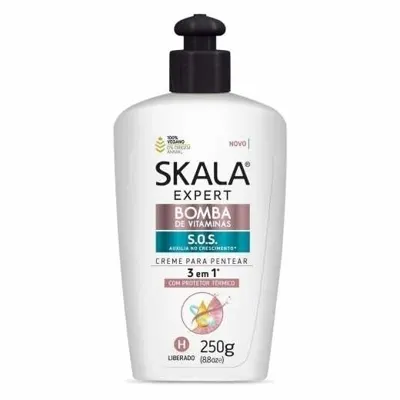 100%
VEGANO
NOVO
SKALA®
EXPERT
BOMBA
DE VITAMINAS
S.O.S.
AUXILIA NO CRESCIMENTO*
CREME PARA PENTEAR
3 em 1*
COM PROTETOR TÉRMICO
H
LIBERADO
250g
(8.8oz℮)